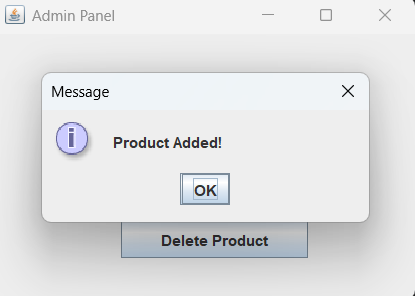 Admin Panel
Message
Product Added!
OK
Delete Product